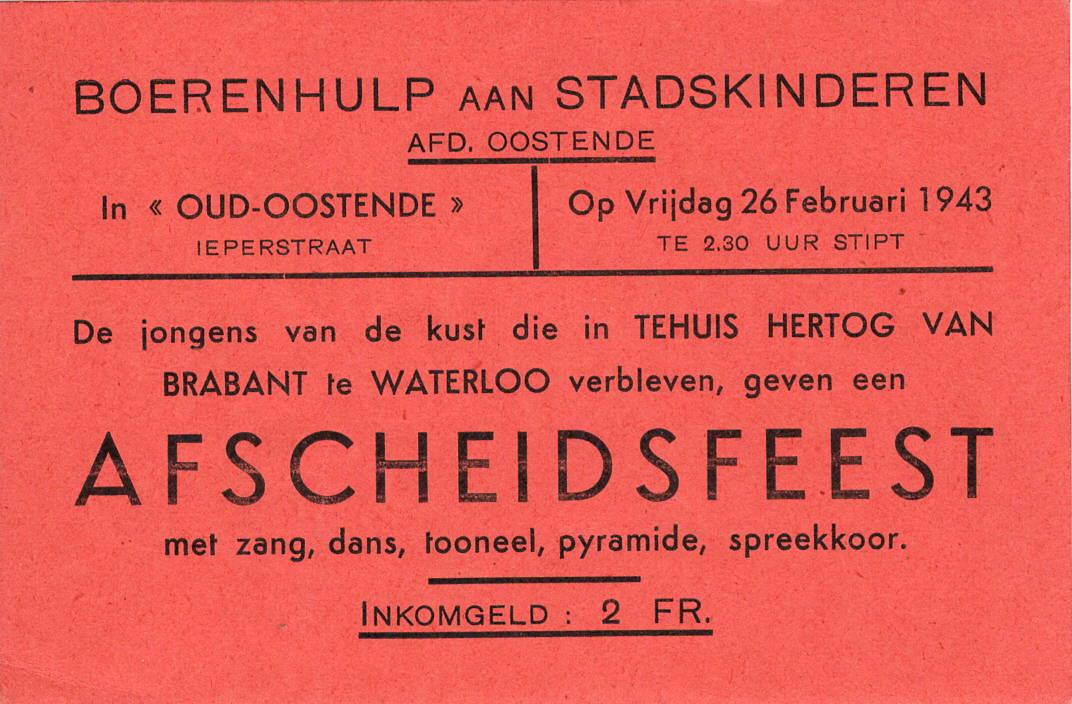 BOERENHULP AAN STADSKINDEREN
AFD. OOSTENDE
In « OUD-OOSTENDE »
IEPERSTRAAT
Op Vrijdag 26 Februari 1943
TE 2.30 UUR STIPT
De jongens van de kust die in TEHUIS HERTOG VAN
BRABANT te WATERLOO verbleven, geven een
AFSCHEIDSFEEST
met zang, dans, tooneel, pyramide, spreekkoor.
INKOMGELD : 2 FR.